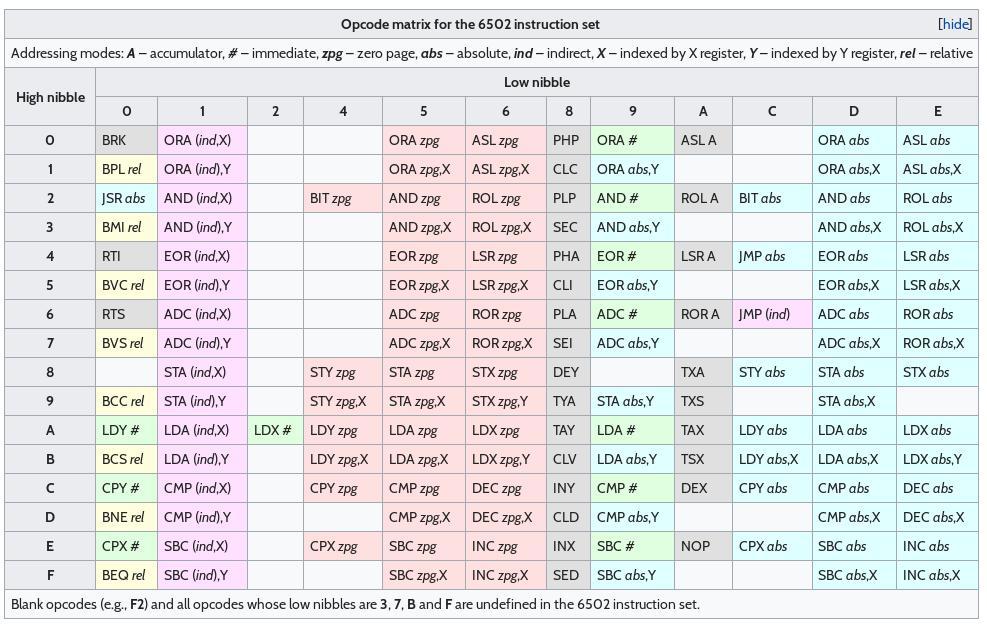 Opcode matrix for the 6502 instruction set [hide]
Addressing modes: A – accumulator, # – immediate, zpg – zero page, abs – absolute, ind – indirect, X – indexed by X register, Y – indexed by Y register, rel – relative
High nibble Low nibble
0 1 2 4 5 6 8 9 A C D E
0 BRK ORA (ind,X) ORA zpg ASL zpg PHP ORA # ASL A ORA abs ASL abs
1 BPL rel ORA (ind),Y ORA zpg,X ASL zpg,X CLC ORA abs,Y ORA abs,X ASL abs,X
2 JSR abs AND (ind,X) BIT zpg AND zpg ROL zpg PLP AND # ROL A BIT abs AND abs ROL abs
3 BMI rel AND (ind),Y AND zpg,X ROL zpg,X SEC AND abs,Y AND abs,X ROL abs,X
4 RTI EOR (ind,X) EOR zpg LSR zpg PHA EOR # LSR A JMP abs EOR abs LSR abs
5 BVC rel EOR (ind),Y EOR zpg,X LSR zpg,X CLI EOR abs,Y EOR abs,X LSR abs,X
6 RTS ADC (ind,X) ADC zpg ROR zpg PLA ADC # ROR A JMP (ind) ADC abs ROR abs
7 BVS rel ADC (ind),Y ADC zpg,X ROR zpg,X SEI ADC abs,Y ADC abs,X ROR abs,X
8 STA (ind,X) STY zpg STA zpg STX zpg DEY TXA STY abs STA abs STX abs
9 BCC rel STA (ind),Y STY zpg,X STA zpg,X STX zpg,Y TYA STA abs,Y TXS STA abs,X
A LDY # LDA (ind,X) LDX # LDY zpg LDA zpg LDX zpg TAY LDA # TAX LDY abs LDA abs LDX abs
B BCS rel LDA (ind),Y LDY zpg,X LDA zpg,X LDX zpg,Y CLV LDA abs,Y TSX LDY abs,X LDA abs,X LDX abs,Y
C CPY # CMP (ind,X) CPY zpg CMP zpg DEC zpg INY CMP # DEX CPY abs CMP abs DEC abs
D BNE rel CMP (ind),Y CMP zpg,X DEC zpg,X CLD CMP abs,Y CMP abs,X DEC abs,X
E CPX # SBC (ind,X) CPX zpg SBC zpg INC zpg INX SBC # NOP CPX abs SBC abs INC abs
F BEQ rel SBC (ind),Y SBC zpg,X INC zpg,X SED SBC abs,Y SBC abs,X INC abs,X
Blank opcodes (e.g., F2) and all opcodes whose low nibbles are 3, 7, B and F are undefined in the 6502 instruction set.